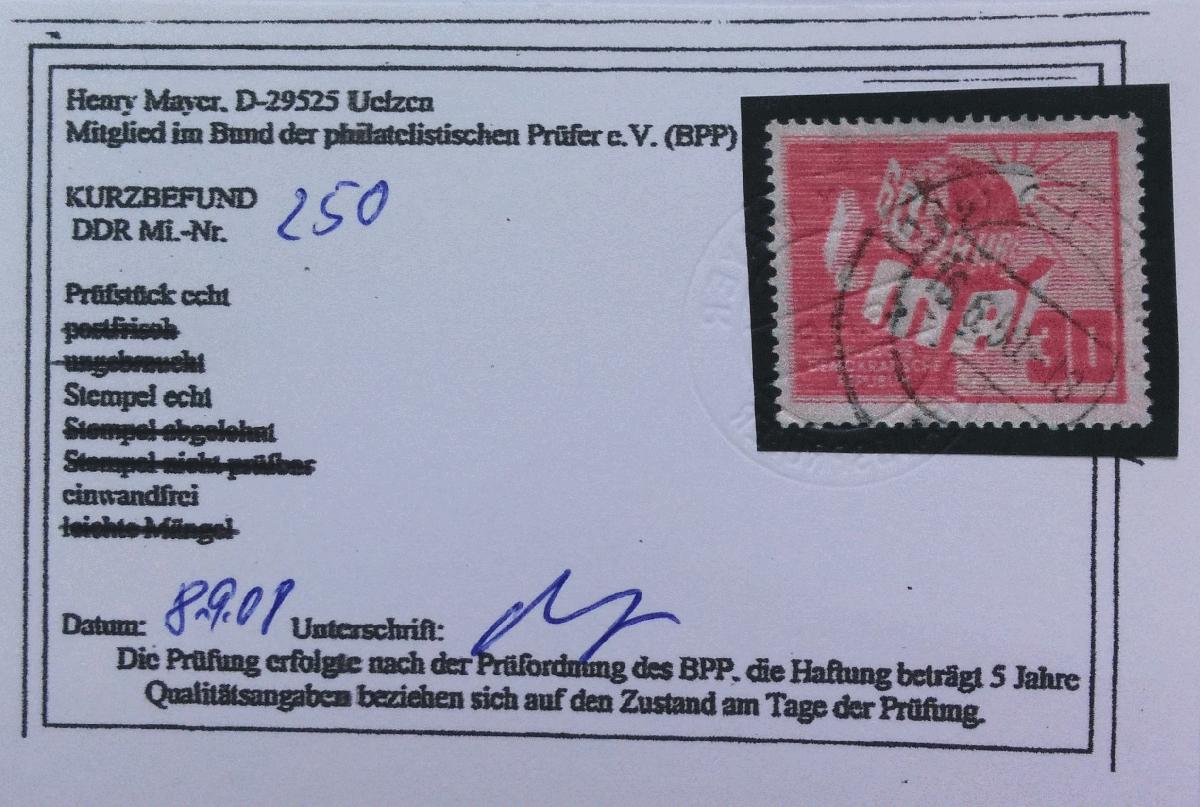 Henry Mayer, D-29525 Uelzen
Mitglied im Bund der philatelistischen Prüfer e.V. (BPP)
KURZBEFUND
DDR Mi.-Nr. 250
Prüfstück echt
postfrisch
ungebraucht
Stempel echt
Stempel abgelehnt
Stempel nicht prüfbar
einwandfrei
leichte Mängel
Datum: 8.9.09 Unterschrift:
Die Prüfung erfolgte nach der Prüfordnung des BPP, die Haftung beträgt 5 Jahre
Qualitätsangaben beziehen sich auf den Zustand am Tage der Prüfung.
MAI
30